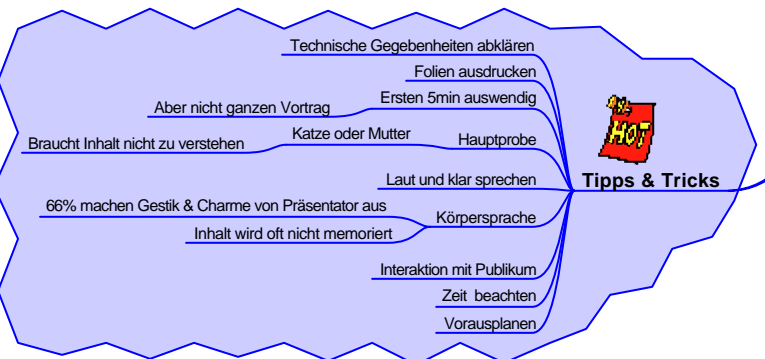 Technische Gegebenheiten abklären
Folien ausdrucken
Ersten 5min auswendig
Aber nicht ganzen Vortrag
Hauptprobe
Katze oder Mutter
Braucht Inhalt nicht zu verstehen
Laut und klar sprechen
Körpersprache
66% machen Gestik & Charme von Präsentator aus
Inhalt wird oft nicht memoriert
Interaktion mit Publikum
Zeit beachten
Vorausplanen
HOT
Tipps & Tricks